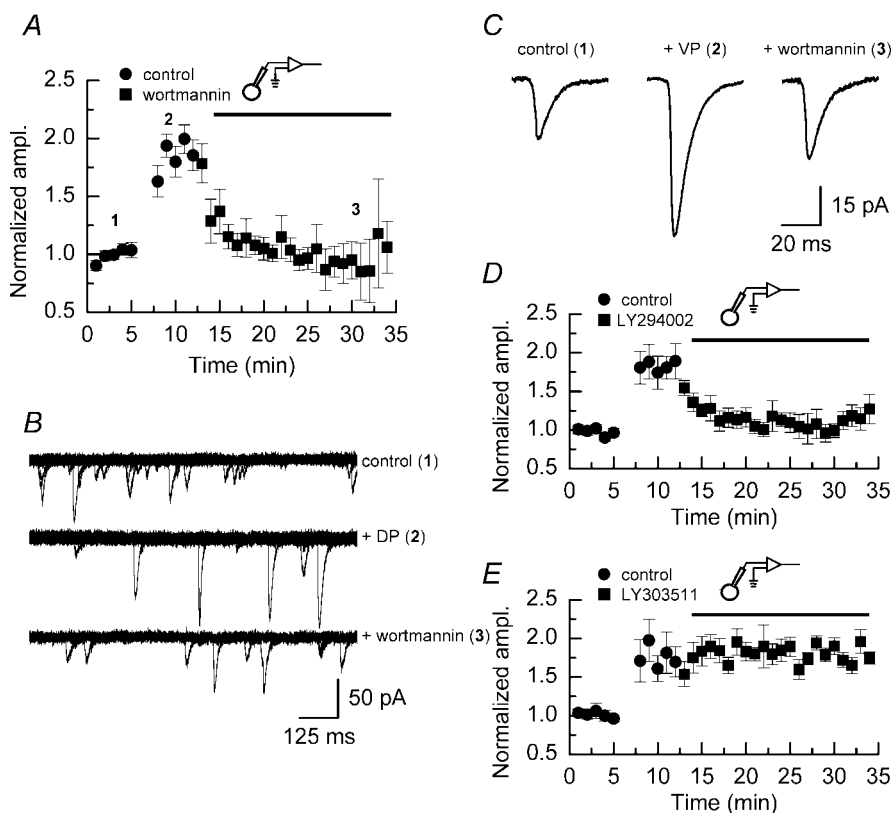 A
control
wortmannin
2.5
2.0
1.5
1.0
0.5
1
2
3
Normalized ampl.
0 5 10 15 20 25 30 35
Time (min)
B
control (1)
+ DP (2)
+ wortmannin (3)
50 pA
125 ms
C
control (1) + VP (2) + wortmannin (3)
15 pA
20 ms
D
control
LY294002
2.5
2.0
1.5
1.0
0.5
Normalized ampl.
0 5 10 15 20 25 30 35
Time (min)
E
control
LY303511
2.5
2.0
1.5
1.0
0.5
Normalized ampl.
0 5 10 15 20 25 30 35
Time (min)